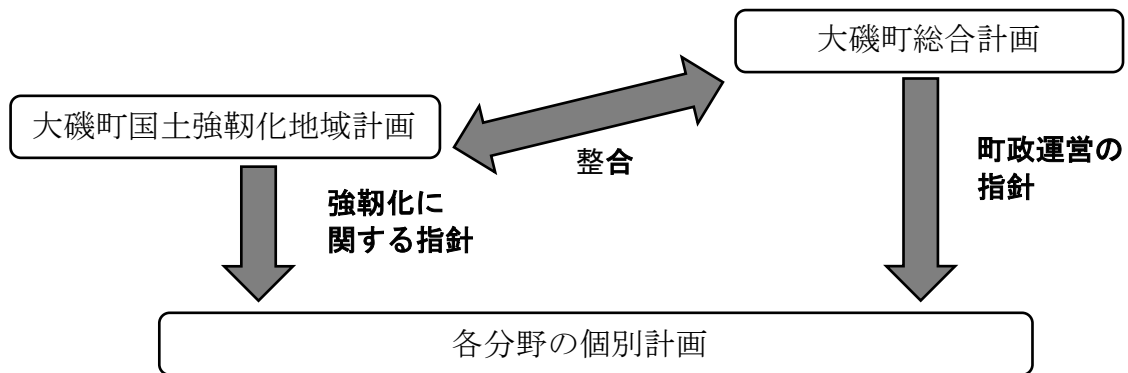 大磯町総合計画
大磯町国土強靭化地域計画
整合
町政運営の
指針
強靭化に
関する指針
各分野の個別計画